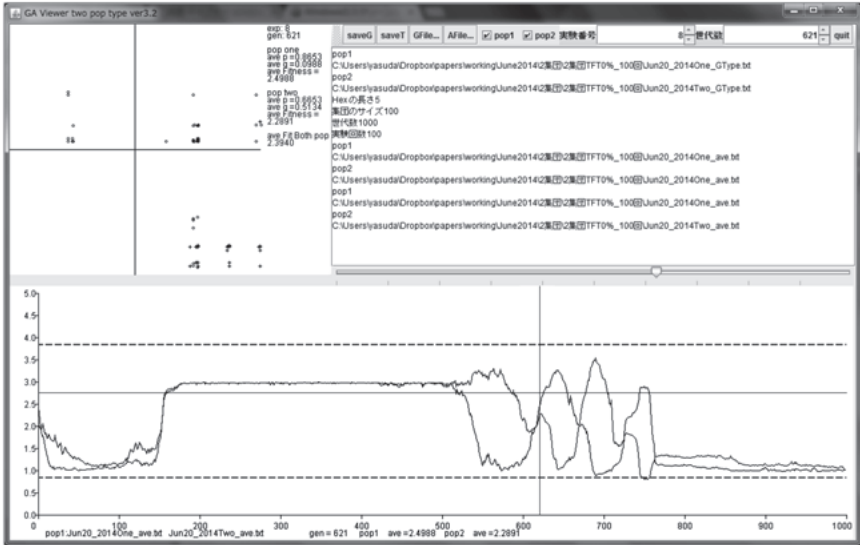 GA Viewer two pop type ver3.2
exp: 8
gen: 621
pop one
ave p =0.8653
ave g =0.0988
ave Fitness =
2.4988
pop two
ave p =0.6653
ave g =0.5134
ave Fitness =
2.2891
ave Fit Both pop
2.3940
saveG saveT GFile... AFile... pop1 pop2 実験番号 8 世代数 621 quit
pop1
C:\Users\yasuda\Dropbox\papers\working\June2014\2集団\2集団TFT0%_100回\Jun20_2014One_GType.txt
pop2
C:\Users\yasuda\Dropbox\papers\working\June2014\2集団\2集団TFT0%_100回\Jun20_2014Two_GType.txt
Hexの長さ5
集団のサイズ100
世代数1000
実験回数100
pop1
C:\Users\yasuda\Dropbox\papers\working\June2014\2集団\2集団TFT0%_100回\Jun20_2014One_ave.txt
pop2
C:\Users\yasuda\Dropbox\papers\working\June2014\2集団\2集団TFT0%_100回\Jun20_2014One_ave.txt
pop1
C:\Users\yasuda\Dropbox\papers\working\June2014\2集団\2集団TFT0%_100回\Jun20_2014One_ave.txt
pop2
C:\Users\yasuda\Dropbox\papers\working\June2014\2集団\2集団TFT0%_100回\Jun20_2014Two_ave.txt
5.0
4.5
4.0
3.5
3.0
2.5
2.0
1.5
1.0
0.5
0.0
0 100 200 300 400 500 600 700 800 900 1000
pop1:Jun20_2014One_ave.txt Jun20_2014Two_ave.txt gen = 621 pop1 ave =2.4988 pop2 ave =2.2891